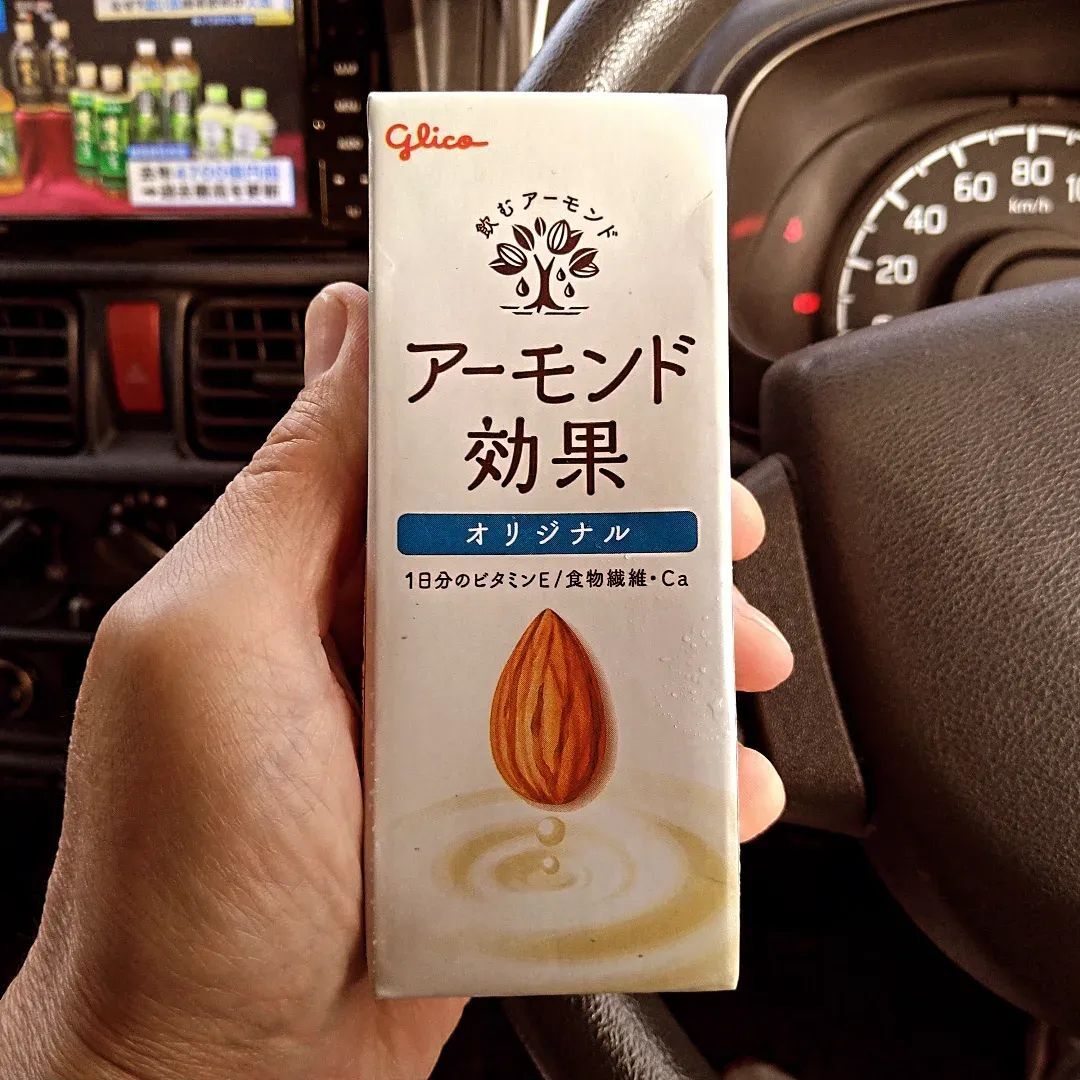 Glico
飲むアーモンド
アーモンド
効果
オリジナル
1日分のビタミンE/食物繊維・Ca
20
40
60
80
km/h